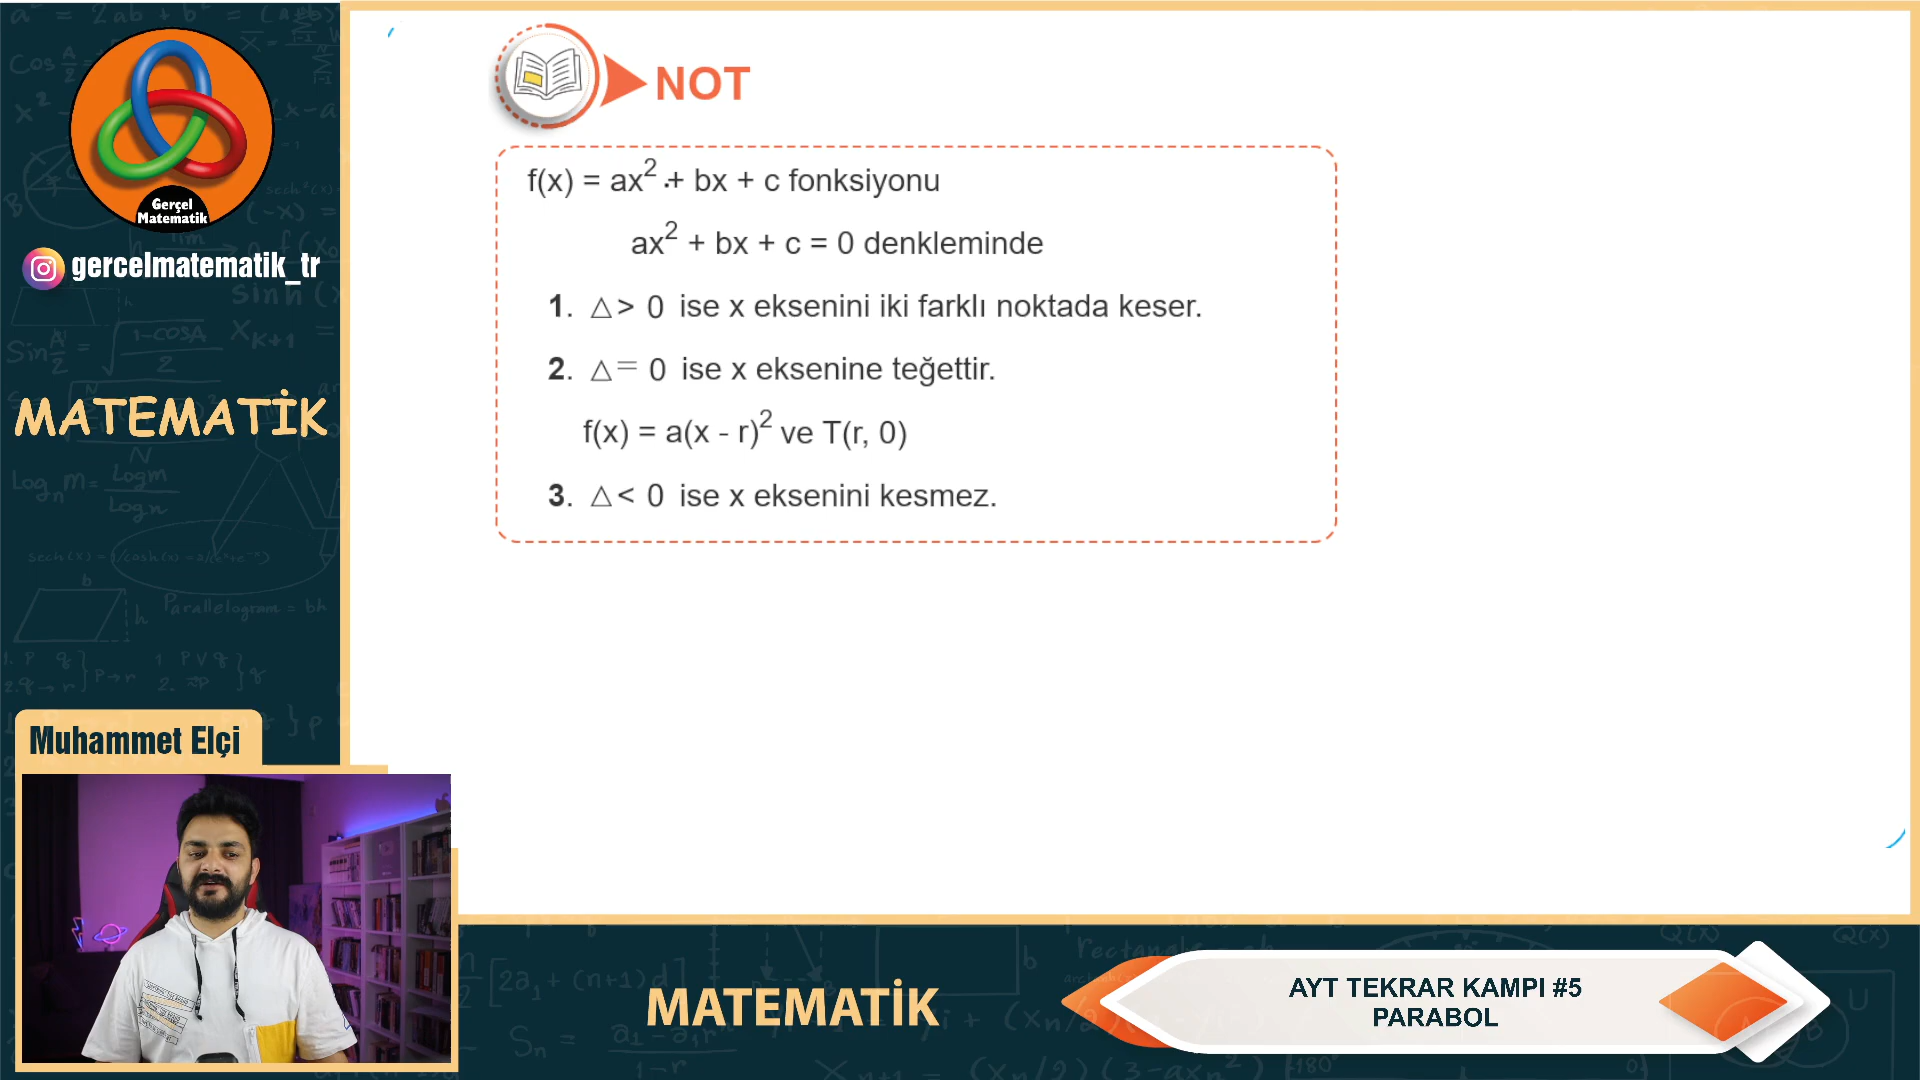 Gerçel
Matematik
gercelmatematik_tr
MATEMATİK
Muhammet Elçi
NOT
f(x) = ax² + bx + c fonksiyonu
ax² + bx + c = 0 denkleminde
1. △ > 0 ise x eksenini iki farklı noktada keser.
2. △ = 0 ise x eksenine teğettir.
f(x) = a(x - r)² ve T(r, 0)
3. △ < 0 ise x eksenini kesmez.
MATEMATİK
AYT TEKRAR KAMPI #5
PARABOL